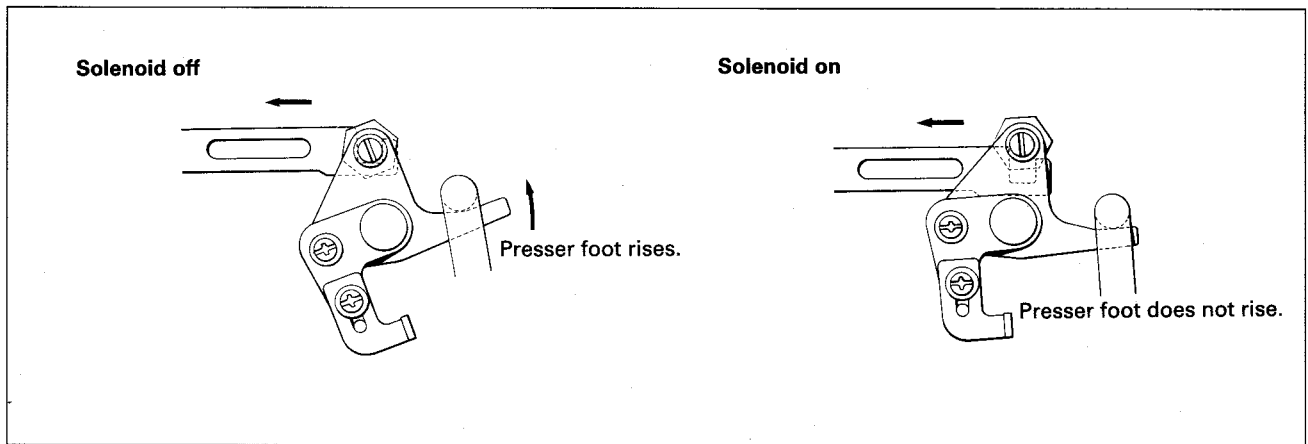 Solenoid off
Presser foot rises.
Solenoid on
Presser foot does not rise.